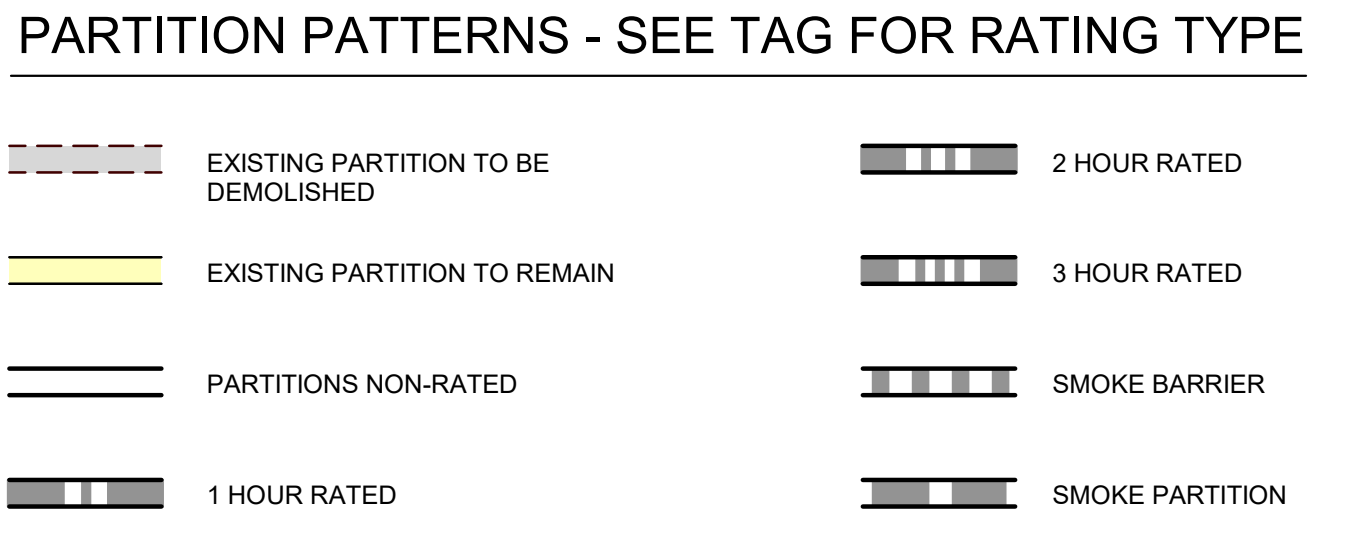 PARTITION PATTERNS - SEE TAG FOR RATING TYPE
EXISTING PARTITION TO BE
DEMOLISHED
EXISTING PARTITION TO REMAIN
PARTITIONS NON-RATED
1 HOUR RATED
2 HOUR RATED
3 HOUR RATED
SMOKE BARRIER
SMOKE PARTITION